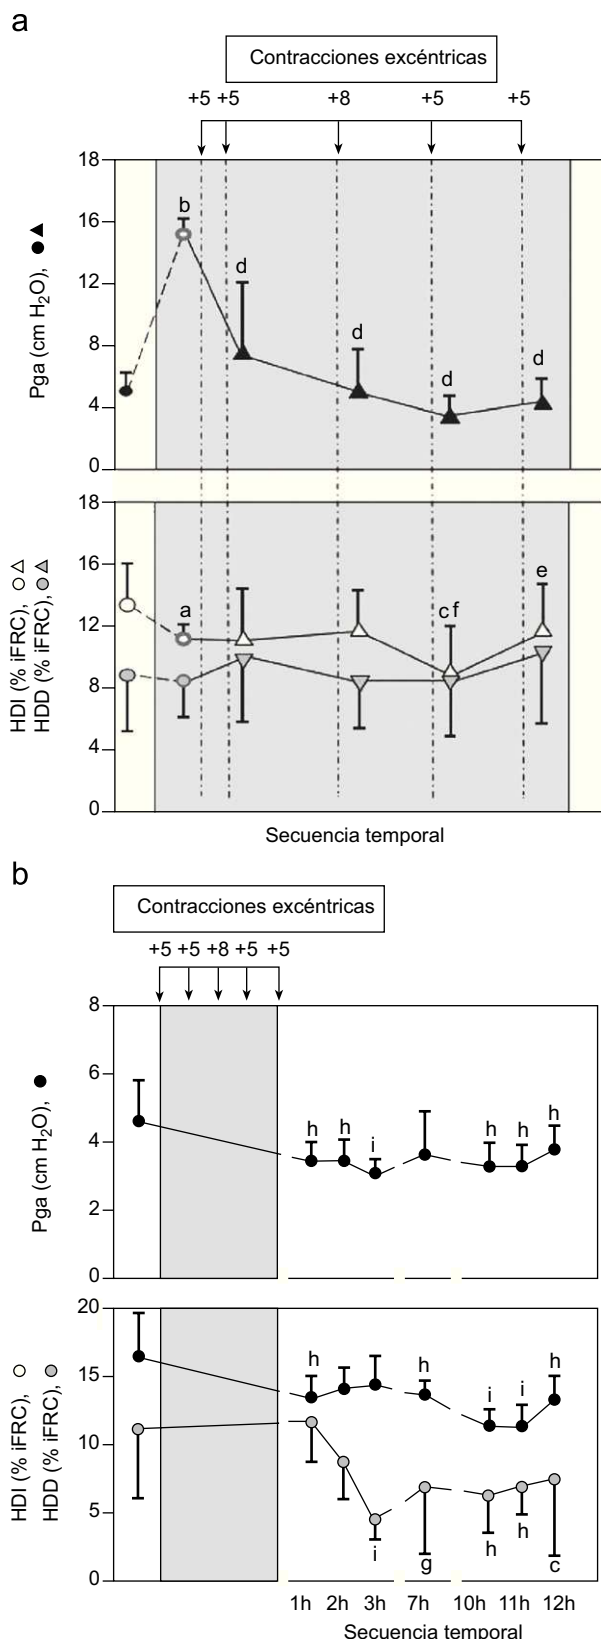 a
Contracciones excéntricas
+5 +5 +8 +5 +5
18
16
12
8
4
0
Pga (cm H2O), ●▲
b
d
d
d
d
18
16
12
8
4
0
HDI (% iFRC), ○△
HDD (% iFRC), ●▲
a
c f
e
Secuencia temporal
b
Contracciones excéntricas
+5 +5 +8 +5 +5
8
6
4
2
0
Pga (cm H2O), ●
h h i h h h
20
15
10
5
0
HDI (% iFRC), ○
HDD (% iFRC), ●
h h i i h
i g h h c
1h 2h 3h 7h 10h 11h 12h
Secuencia temporal